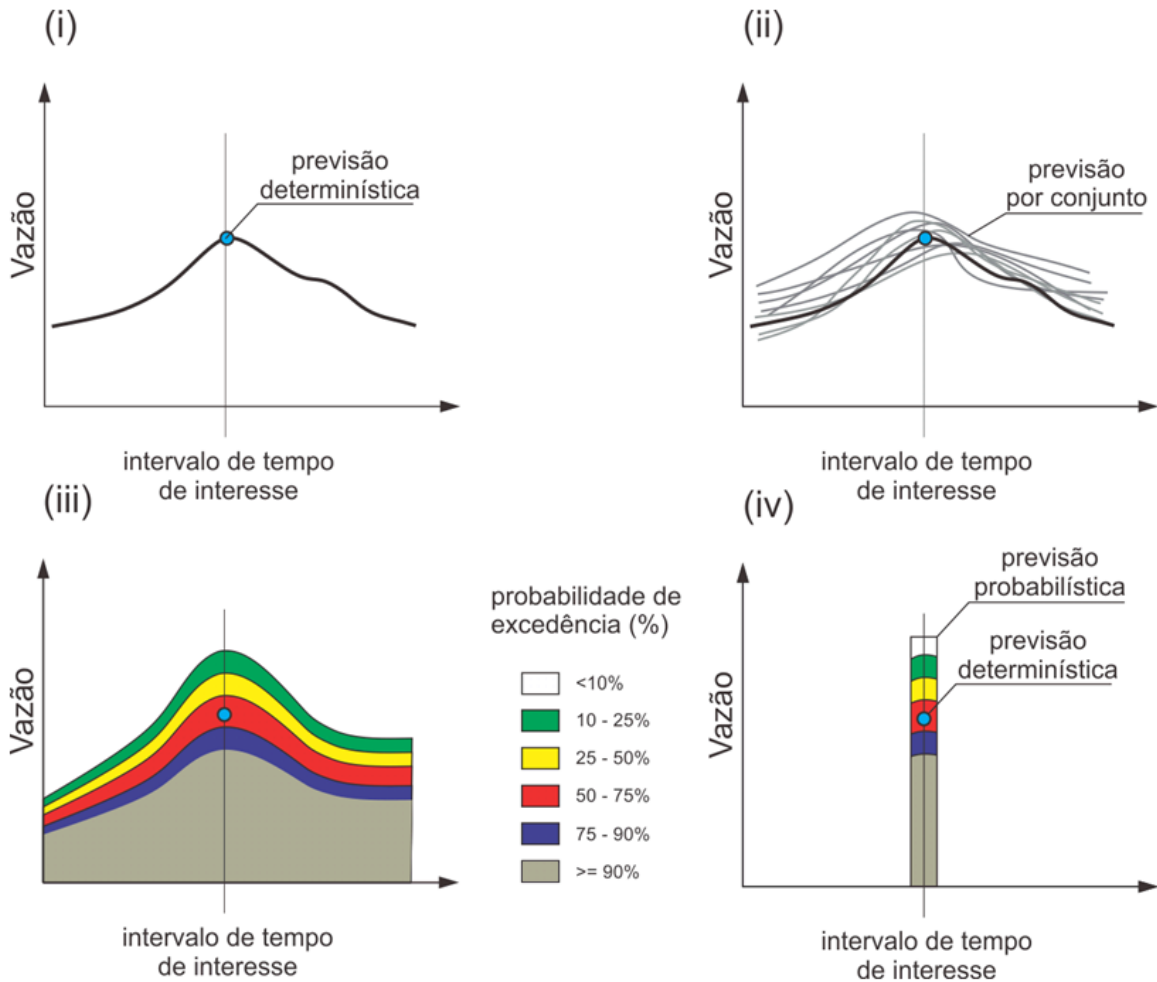 (i)
Vazão
previsão
determinística
intervalo de tempo
de interesse
(ii)
Vazão
previsão
por conjunto
intervalo de tempo
de interesse
(iii)
Vazão
intervalo de tempo
de interesse
probabilidade de
excedência (%)
<10%
10 - 25%
25 - 50%
50 - 75%
75 - 90%
>= 90%
(iv)
Vazão
previsão
probabilística
previsão
determinística
intervalo de tempo
de interesse